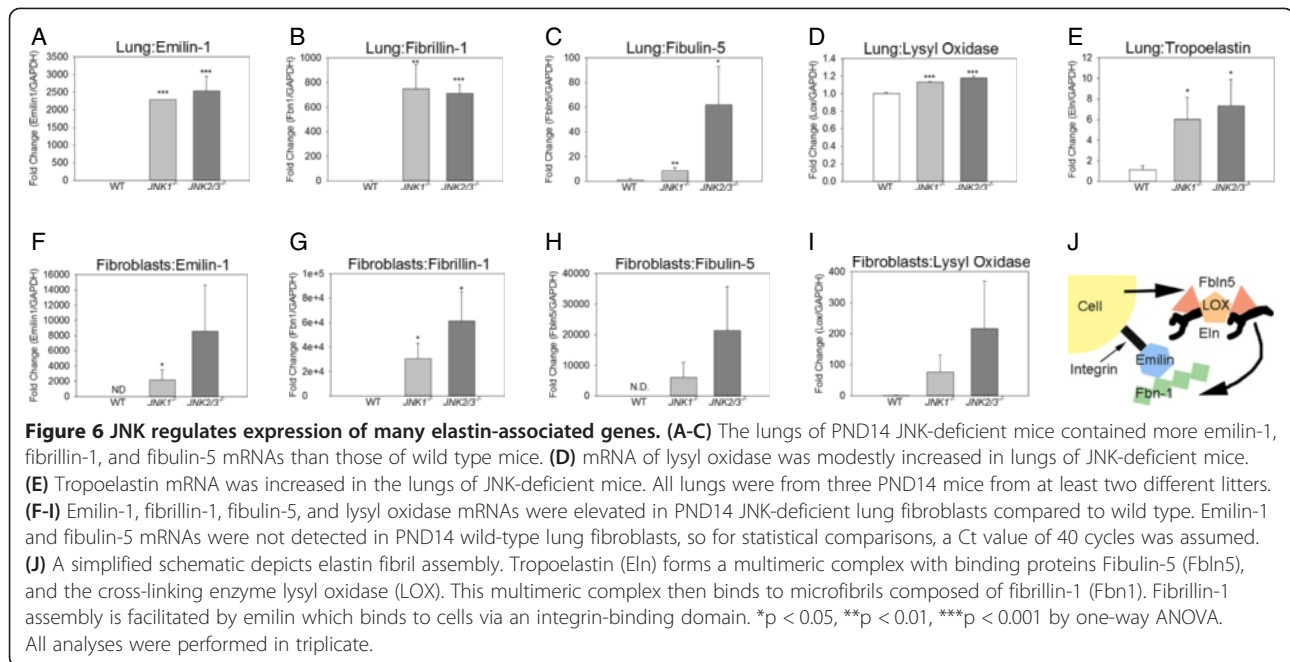 A
Lung:Emilin-1
Fold Change (Emilin1/GAPDH)
3500
3000
2500
2000
1500
1000
500
0
***
***
WT
JNK1-/-
JNK2/3-/-
B
Lung:Fibrillin-1
Fold Change (Fbn1/GAPDH)
1000
800
600
400
200
0
**
***
WT
JNK1-/-
JNK2/3-/-
C
Lung:Fibulin-5
Fold Change (Fbln5/GAPDH)
100
80
60
40
20
0
**
*
WT
JNK1-/-
JNK2/3-/-
D
Lung:Lysyl Oxidase
Fold Change (Lox/GAPDH)
1.4
1.2
1.0
0.8
0.6
0.4
0.2
0.0
***
***
WT
JNK1-/-
JNK2/3-/-
E
Lung:Tropoelastin
Fold Change (Eln/GAPDH)
12
10
8
6
4
2
0
*
*
WT
JNK1-/-
JNK2/3-/-
F
Fibroblasts:Emilin-1
Fold Change (Emilin1/GAPDH)
16000
14000
12000
10000
8000
6000
4000
2000
0
ND
*
WT
JNK1-/-
JNK2/3-/-
G
Fibroblasts:Fibrillin-1
Fold Change (Fbn1/GAPDH)
1e+5
8e+4
6e+4
4e+4
2e+4
0
*
*
WT
JNK1-/-
JNK2/3-/-
H
Fibroblasts:Fibulin-5
Fold Change (Fbln5/GAPDH)
40000
30000
20000
10000
0
N.D.
WT
JNK1-/-
JNK2/3-/-
I
Fibroblasts:Lysyl Oxidase
Fold Change (Lox/GAPDH)
400
300
200
100
0
WT
JNK1-/-
JNK2/3-/-
J
Cell
Fbln5
LOX
Eln
Integrin
Emilin
Fbn-1
Figure 6 JNK regulates expression of many elastin-associated genes. (A-C) The lungs of PND14 JNK-deficient mice contained more emilin-1,
fibrillin-1, and fibulin-5 mRNAs than those of wild type mice. (D) mRNA of lysyl oxidase was modestly increased in lungs of JNK-deficient mice.
(E) Tropoelastin mRNA was increased in the lungs of JNK-deficient mice. All lungs were from three PND14 mice from at least two different litters.
(F-I) Emilin-1, fibrillin-1, fibulin-5, and lysyl oxidase mRNAs were elevated in PND14 JNK-deficient lung fibroblasts compared to wild type. Emilin-1
and fibulin-5 mRNAs were not detected in PND14 wild-type lung fibroblasts, so for statistical comparisons, a Ct value of 40 cycles was assumed.
(J) A simplified schematic depicts elastin fibril assembly. Tropoelastin (Eln) forms a multimeric complex with binding proteins Fibulin-5 (Fbln5),
and the cross-linking enzyme lysyl oxidase (LOX). This multimeric complex then binds to microfibrils composed of fibrillin-1 (Fbn1). Fibrillin-1
assembly is facilitated by emilin which binds to cells via an integrin-binding domain. *p < 0.05, **p < 0.01, ***p < 0.001 by one-way ANOVA.
All analyses were performed in triplicate.